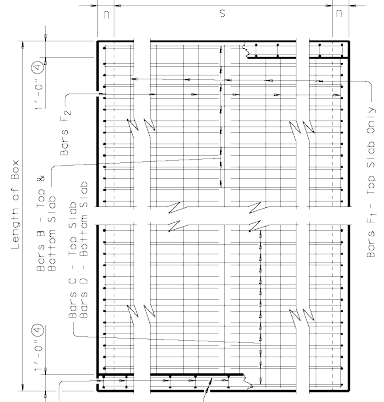 n
S
n
1'-0" ④
Bars F2
Length of Box
Bars B - Top &
Bottom Slab
Bars C - Top Slab
Bars D - Bottom Slab
Bars F1 - Top Slab Only
1'-0" ④